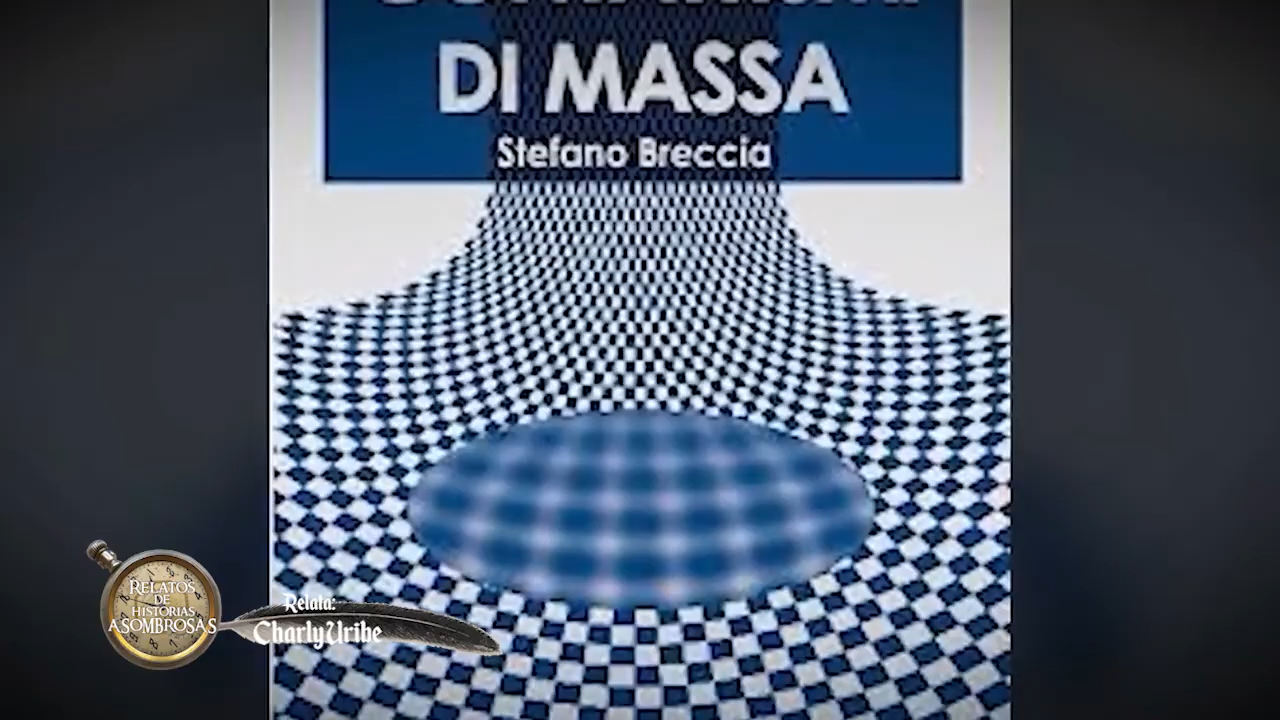 DI MASSA
Stefano Breccia
RELATOS
DE
HISTORIAS
ASOMBROSAS
Relata:
CharlyUribe